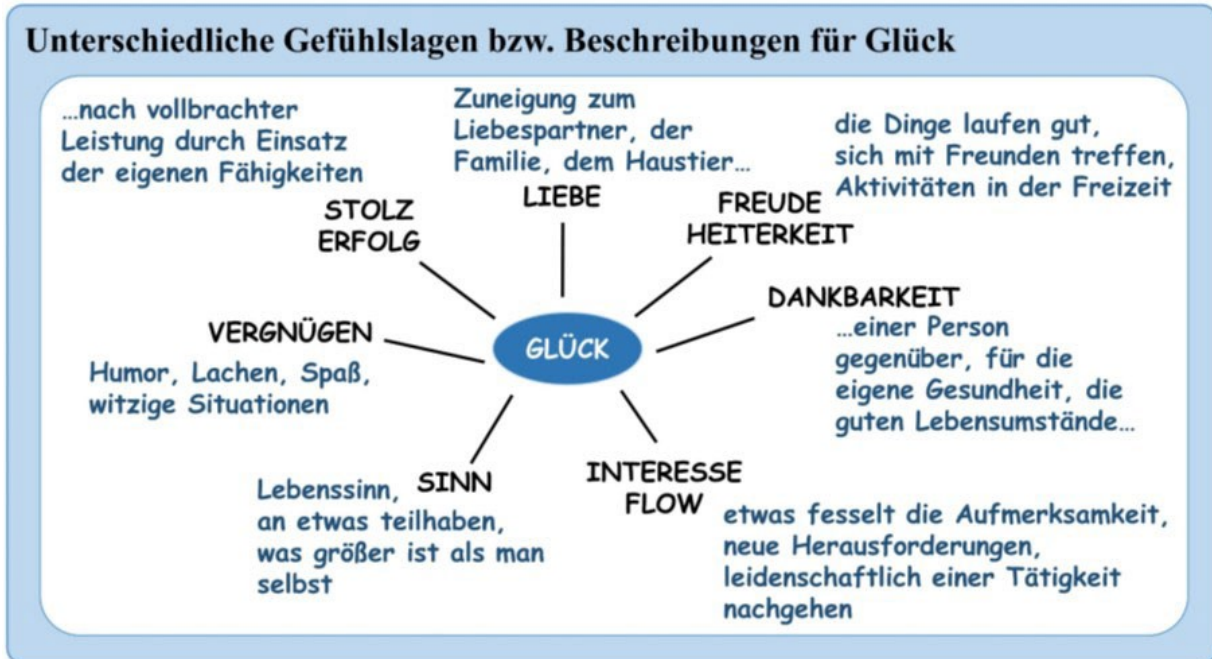 Unterschiedliche Gefühlslagen bzw. Beschreibungen für Glück
...nach vollbrachter
Leistung durch Einsatz
der eigenen Fähigkeiten
STOLZ
ERFOLG
Zuneigung zum
Liebespartner, der
Familie, dem Haustier...
LIEBE
die Dinge laufen gut,
sich mit Freunden treffen,
Aktivitäten in der Freizeit
FREUDE
HEITERKEIT
DANKBARKEIT
...einer Person
gegenüber, für die
eigene Gesundheit, die
guten Lebensumstände...
VERGNÜGEN
Humor, Lachen, Spaß,
witzige Situationen
GLÜCK
SINN
Lebenssinn,
an etwas teilhaben,
was größer ist als man
selbst
INTERESSE
FLOW
etwas fesselt die Aufmerksamkeit,
neue Herausforderungen,
leidenschaftlich einer Tätigkeit
nachgehen